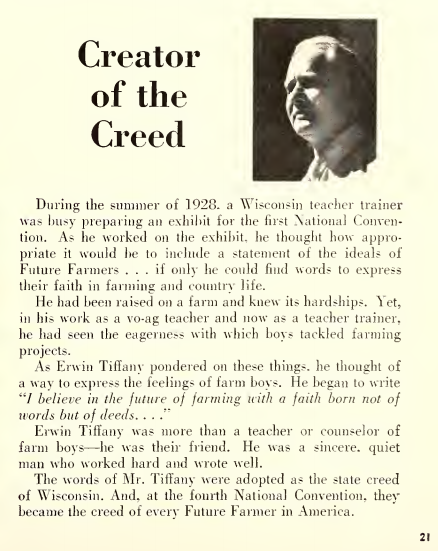 Creator
of the
Creed
During the summer of 1928, a Wisconsin teacher trainer
was busy preparing an exhibit for the first National Conven-
tion. As he worked on the exhibit, he thought how appro-
priate it would be to include a statement of the ideals of
Future Farmers . . . if only he could find words to express
their faith in farming and country life.
He had been raised on a farm and knew its hardships. Yet,
in his work as a vo-ag teacher and now as a teacher trainer,
he had seen the eagerness with which boys tackled farming
projects.
As Erwin Tiffany pondered on these things, he thought of
a way to express the feelings of farm boys. He began to write
“I believe in the future of farming with a faith born not of
words but of deeds. . . .”
Erwin Tiffany was more than a teacher or counselor of
farm boys—he was their friend. He was a sincere, quiet
man who worked hard and wrote well.
The words of Mr. Tiffany were adopted as the state creed
of Wisconsin. And, at the fourth National Convention, they
became the creed of every Future Farmer in America.
21